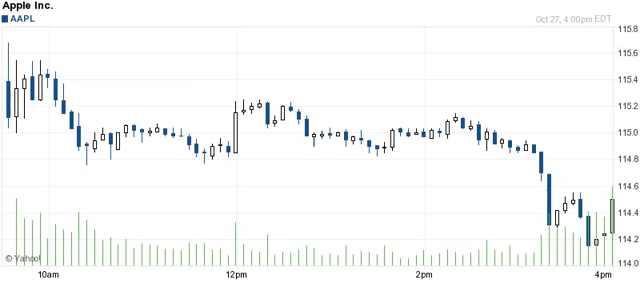 Apple Inc.
AAPL
Oct 27, 4:00pm EDT
115.8
115.6
115.4
115.2
115.0
114.8
114.6
114.4
114.2
114.0
© Yahoo!
10am 12pm 2pm 4pm